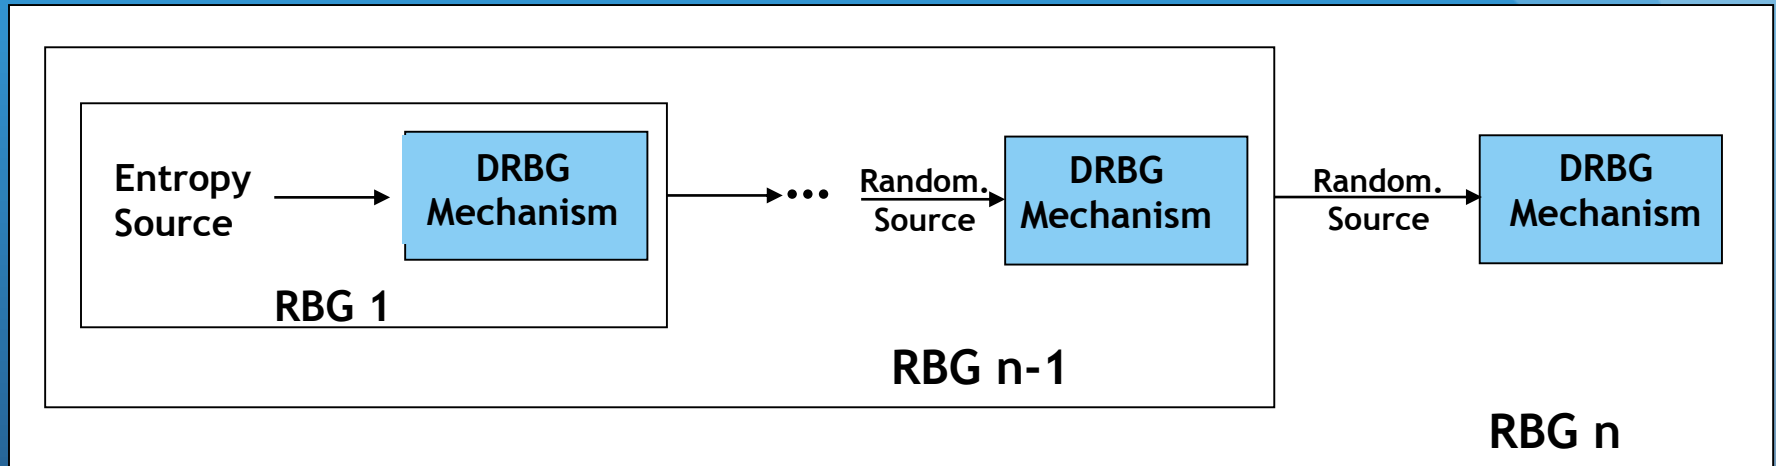 Entropy
Source
DRBG
Mechanism
RBG 1
•••
Random.
Source
DRBG
Mechanism
RBG n-1
Random.
Source
DRBG
Mechanism
RBG n